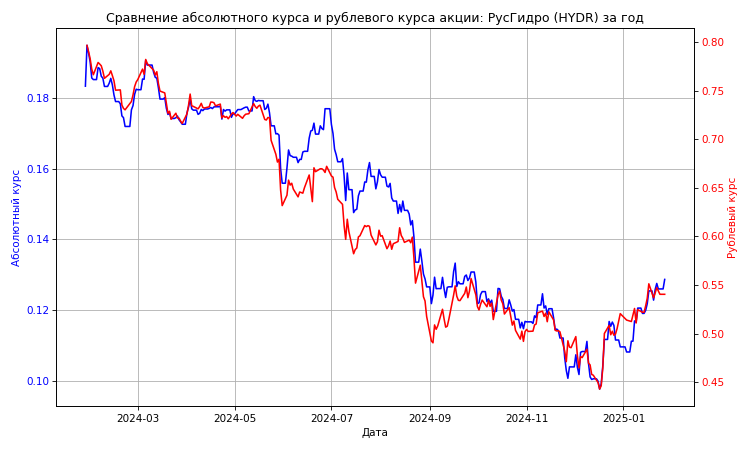 Сравнение абсолютного курса и рублевого курса акции: РусГидро (HYDR) за год
Абсолютный курс
0.18
0.16
0.14
0.12
0.10
0.80
0.75
0.70
0.65
0.60
0.55
0.50
0.45
Рублевый курс
2024-03 2024-05 2024-07 2024-09 2024-11 2025-01
Дата